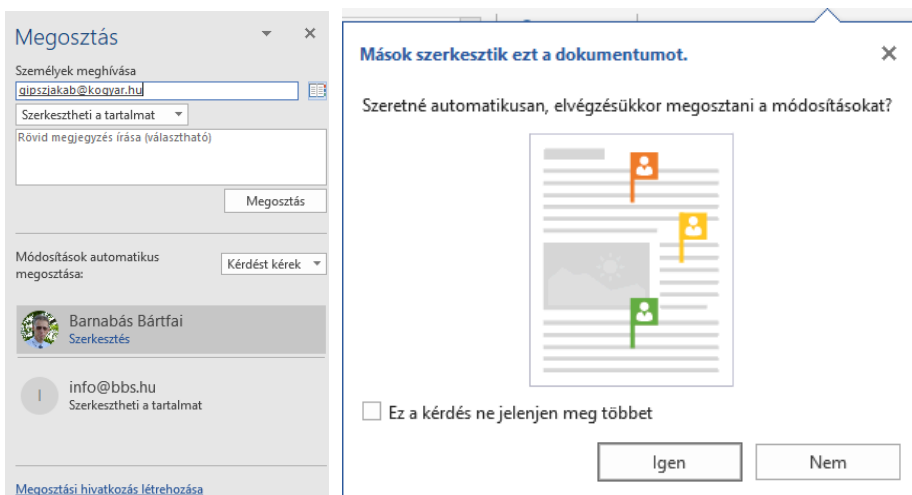 Megosztás
Személyek meghívása
gipszjakab@kogyar.hu
Szerkesztheti a tartalmat
Rövid megjegyzés írása (választható)
Megosztás
Módosítások automatikus
megosztása:
Kérdést kérek
Barnabás Bártfai
Szerkesztés
I
info@bbs.hu
Szerkesztheti a tartalmat
Megosztási hivatkozás létrehozása
Mások szerkesztik ezt a dokumentumot.
Szeretné automatikusan, elvégzésükkor megosztani a módosításokat?
Ez a kérdés ne jelenjen meg többet
Igen
Nem